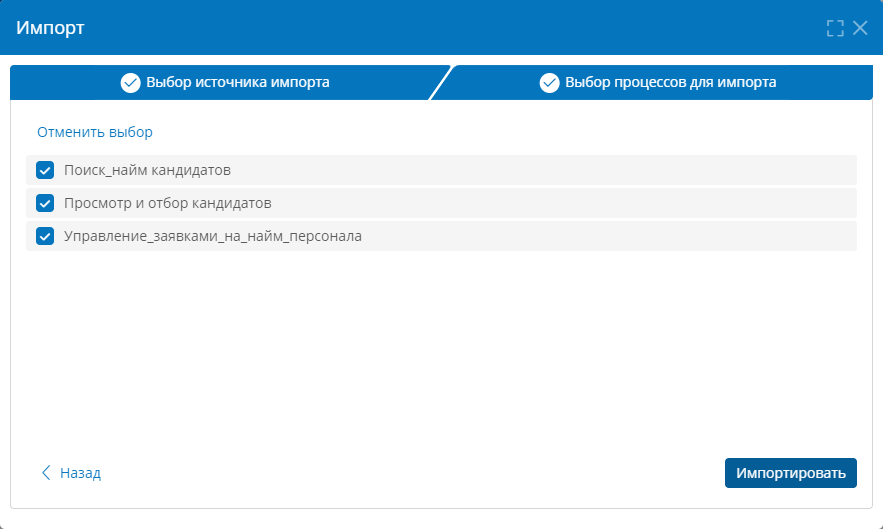 Импорт
Выбор источника импорта
Выбор процессов для импорта
Отменить выбор
Поиск_найм кандидатов
Просмотр и отбор кандидатов
Управление_заявками_на_найм_персонала
Назад
Импортировать